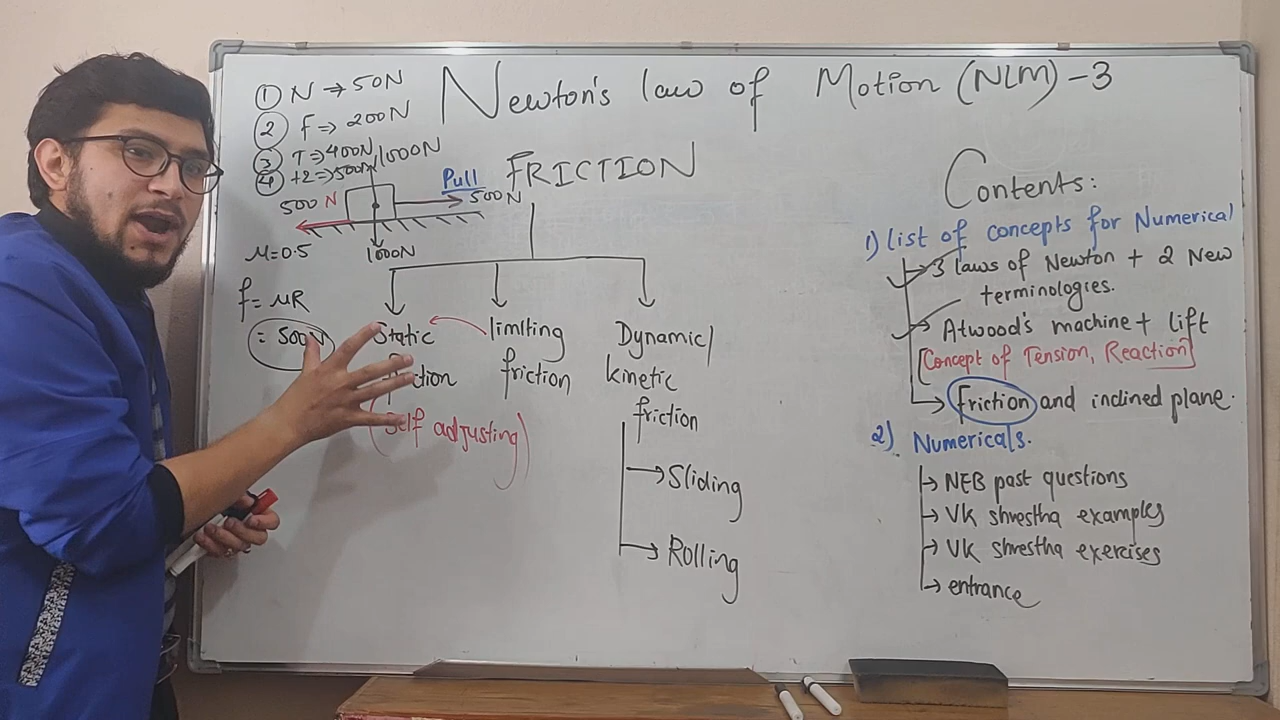 Newton's law of Motion (NLM) - 3
① N → 50N
② f => 200N
③ T => 400N
④ +2 => 500N
1000N
FRICTION
Pull
500 N
500 N
μ=0.5
1000N
f = μR
= 500N
Static
limiting friction
Dynamic/ kinetic friction
(Self adjusting)
→ Sliding
→ Rolling
Contents:
1) list of concepts for Numerical
→ 3 laws of Newton + 2 New
terminologies.
→ Atwood's machine + lift
[Concept of Tension, Reaction]
→ Friction and inclined plane.
2) Numericals.
→ NEB past questions
→ VK shrestha examples
→ VK shrestha exercises
→ entrance